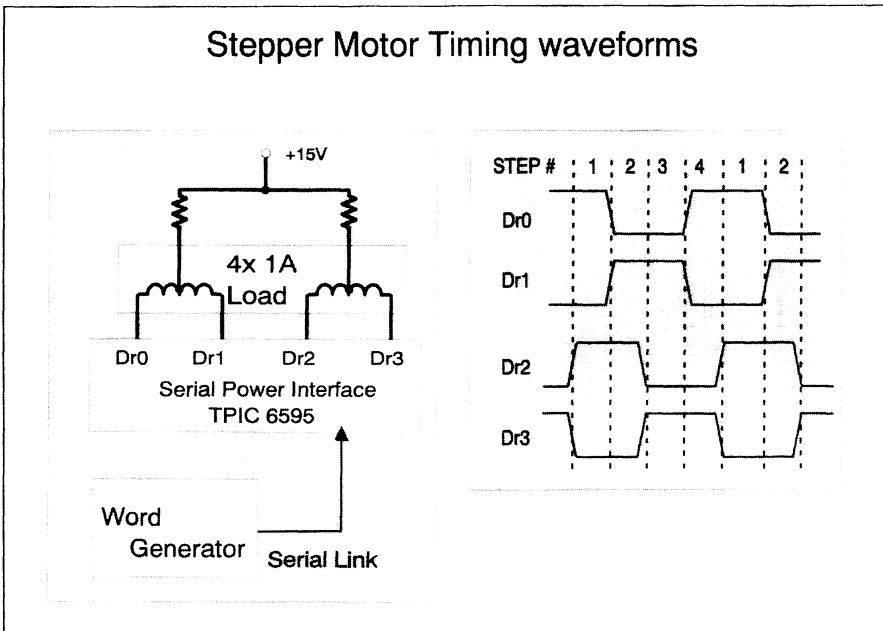 Stepper Motor Timing waveforms
+15V
4x 1A
Load
Dr0 Dr1 Dr2 Dr3
Serial Power Interface
TPIC 6595
Word
Generator
Serial Link
STEP # 1 2 3 4 1 2
Dr0
Dr1
Dr2
Dr3